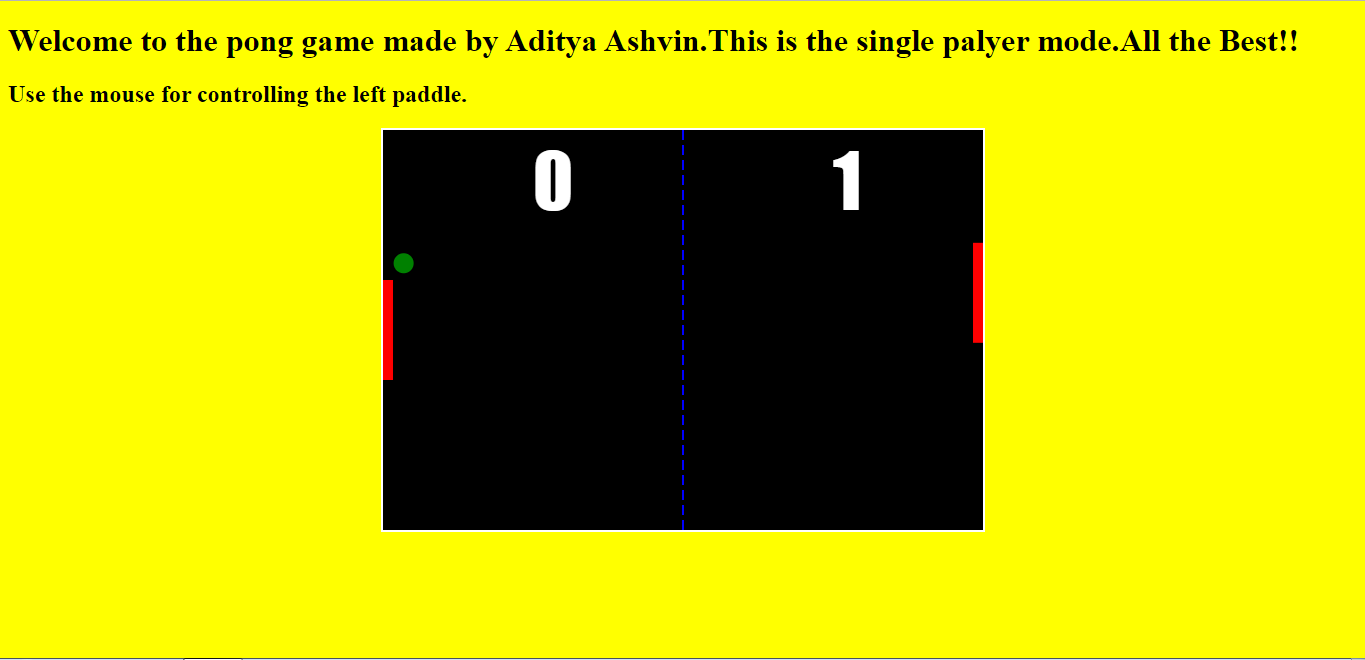 Welcome to the pong game made by Aditya Ashvin.This is the single palyer mode.All the Best!!
Use the mouse for controlling the left paddle.
0 1